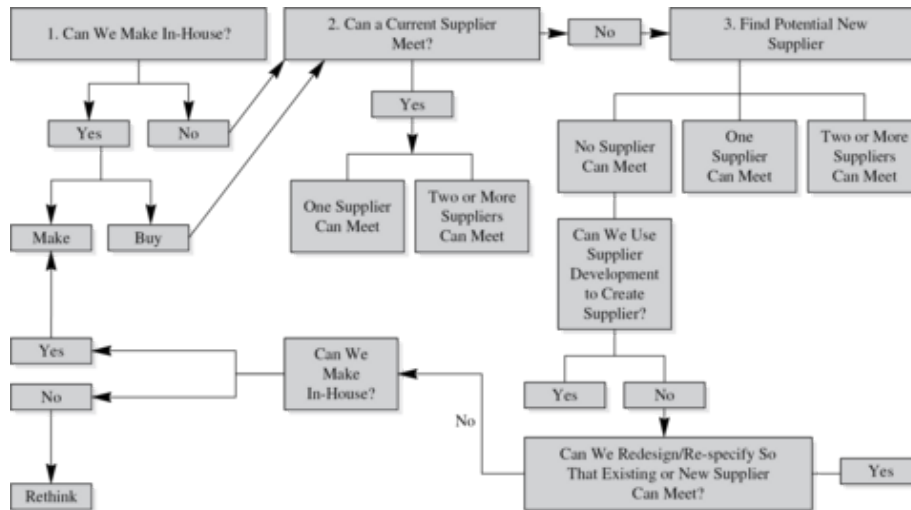 1. Can We Make In-House?
2. Can a Current Supplier
Meet?
No
3. Find Potential New
Supplier
Yes
No
Yes
No Supplier
Can Meet
One
Supplier
Can Meet
Two or More
Suppliers
Can Meet
One Supplier
Can Meet
Two or More
Suppliers
Can Meet
Make
Buy
Can We Use
Supplier
Development
to Create
Supplier?
Yes
Can We
Make
In-House?
No
Yes
No
No
Can We Redesign/Re-specify So
That Existing or New Supplier
Can Meet?
Yes
Rethink